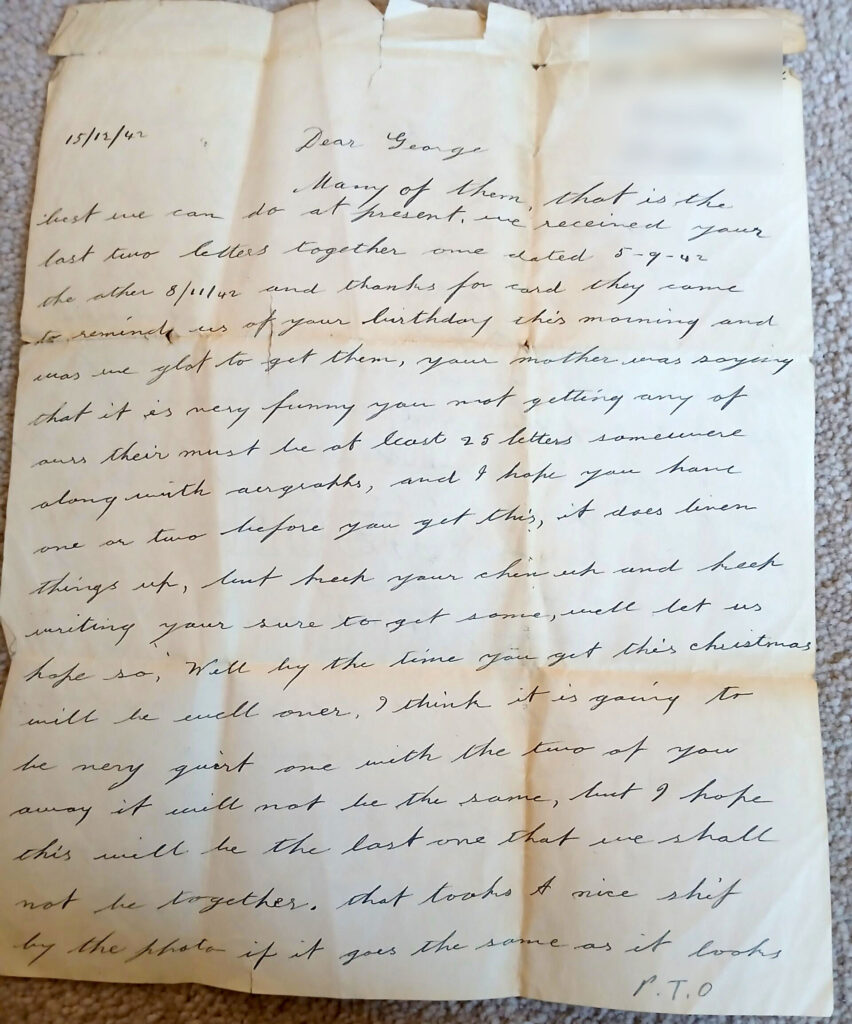 15/12/42
Dear George
Many of them, that is the
best we can do at present. we received your
last two letters together one dated 5-9-42
the other 8/11/42 and thanks for card they came
to remind us of your birthday this morning and
was we glat to get them, your mother was saying
that it is very funny you not getting any of
ours their must be at least 25 letters somewere
along with aergraphs, and I hope you have
one or two before you get this, it does liven
things up, but keep your chin up and keep
writing your sure to get some, well let us
hope so, Well by the time you get this christmas
will be well over. I think it is going to
be very quiet one with the two of you
away it will not be the same, but I hope
this will be the last one that we shall
not be together. that looks A nice ship
by the photo if it goes the same as it looks
P.T.O